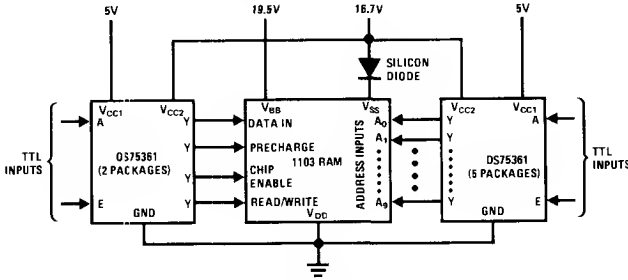 5V 19.5V 16.7V 5V
SILICON
DIODE
VCC1 VCC2 VBB VSS VCC2 VCC1
A Y DATA IN A0 Y A
TTL
INPUTS
OS75361
(2 PACKAGES)
Y PRECHARGE
1103 RAM
Y CHIP
ENABLE
Y READ/WRITE
E
GND
VDD
ADDRESS INPUTS
A1 Y
A9 Y
DS75361
(5 PACKAGES)
E
GND
TTL
INPUTS